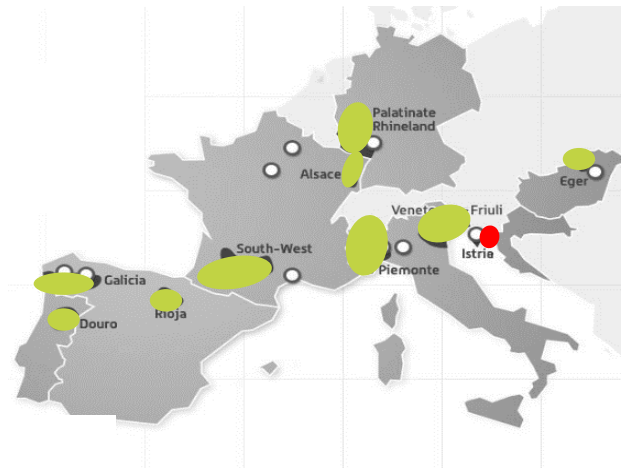 Palatinate
Rhineland
Alsace
Eger
Veneto Friuli
South-West
Istria
Piemonte
Galicia
Rioja
Douro